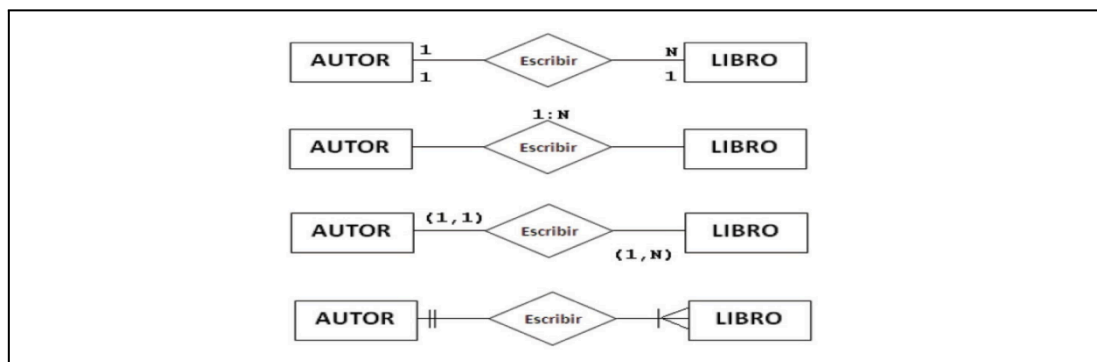 AUTOR 1 Escribir N LIBRO
1 1
1:N
AUTOR Escribir LIBRO
AUTOR (1,1) Escribir LIBRO
(1,N)
AUTOR Escribir LIBRO